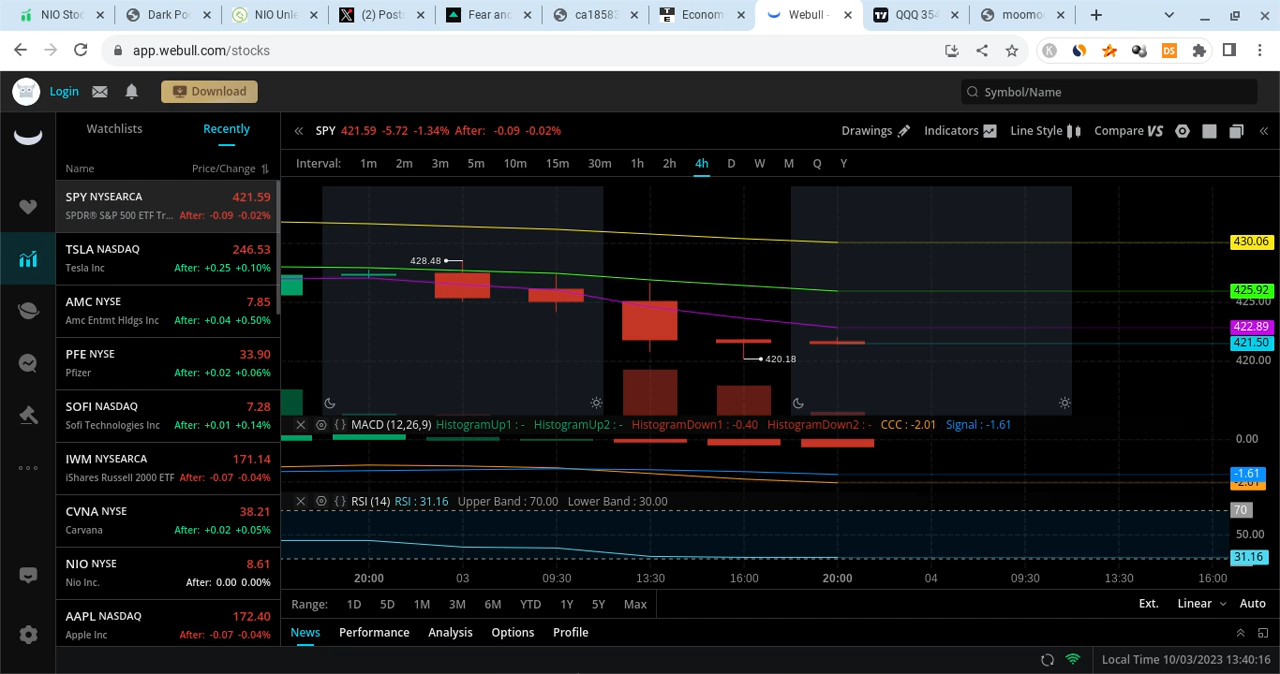 NIO Stoc
Dark Poo
NIO Unle
(2) Post
Fear and
ca18583
Econom
Webull -
QQQ 354
moomo
app.webull.com/stocks
Login
Download
Symbol/Name
Watchlists
Recently
Name
Price/Change
SPY NYSEARCA 421.59
SPDR® S&P 500 ETF Tr... After: -0.09 -0.02%
TSLA NASDAQ 246.53
Tesla Inc After: +0.25 +0.10%
AMC NYSE 7.85
Amc Entmt Hldgs Inc After: +0.04 +0.50%
PFE NYSE 33.90
Pfizer After: +0.02 +0.06%
SOFI NASDAQ 7.28
Sofi Technologies Inc After: +0.01 +0.14%
IWM NYSEARCA 171.14
iShares Russell 2000 ETF After: -0.07 -0.04%
CVNA NYSE 38.21
Carvana After: +0.02 +0.05%
NIO NYSE 8.61
Nio Inc. After: 0.00 0.00%
AAPL NASDAQ 172.40
Apple Inc After: -0.07 -0.04%
SPY 421.59 -5.72 -1.34% After: -0.09 -0.02%
Drawings Indicators Line Style Compare VS
Interval: 1m 2m 3m 5m 10m 15m 30m 1h 2h 4h D W M Q Y
430.06
428.48
425.92
425.00
422.89
421.50
420.18
420.00
MACD (12,26,9) HistogramUp1 : - HistogramUp2 : - HistogramDown1 : -0.40 HistogramDown2 : - CCC : -2.01 Signal : -1.61
0.00
-1.61
-2.01
RSI (14) RSI : 31.16 Upper Band : 70.00 Lower Band : 30.00
70
50.00
31.16
20:00 03 09:30 13:30 16:00 20:00 04 09:30 13:30 16:00
Range: 1D 5D 1M 3M 6M YTD 1Y 5Y Max
Ext. Linear Auto
News Performance Analysis Options Profile
Local Time 10/03/2023 13:40:16